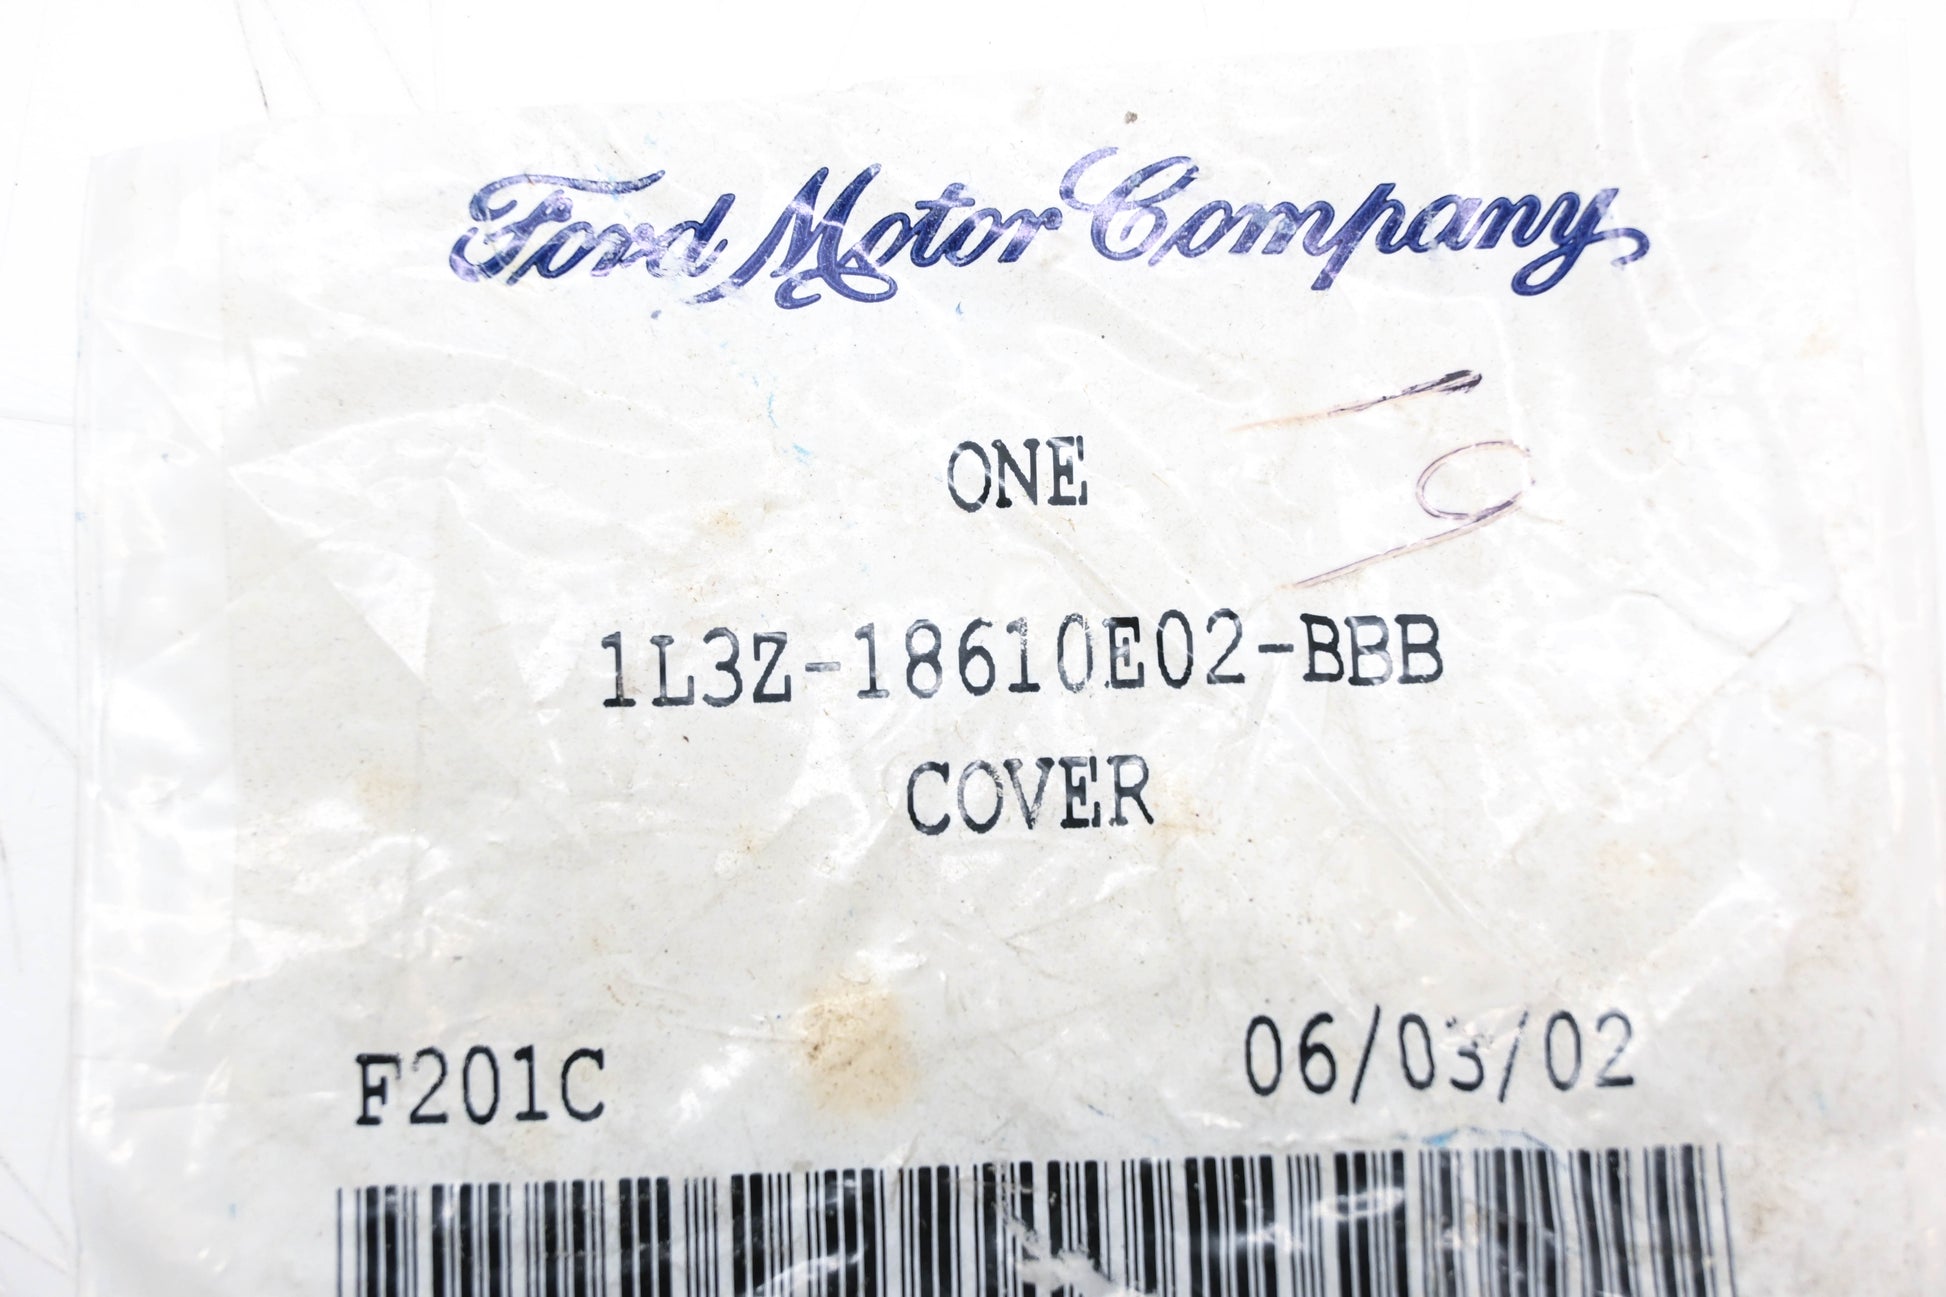 Ford Motor Company
ONE
1L3Z-18610E02-BBB
COVER
F201C 06/03/02